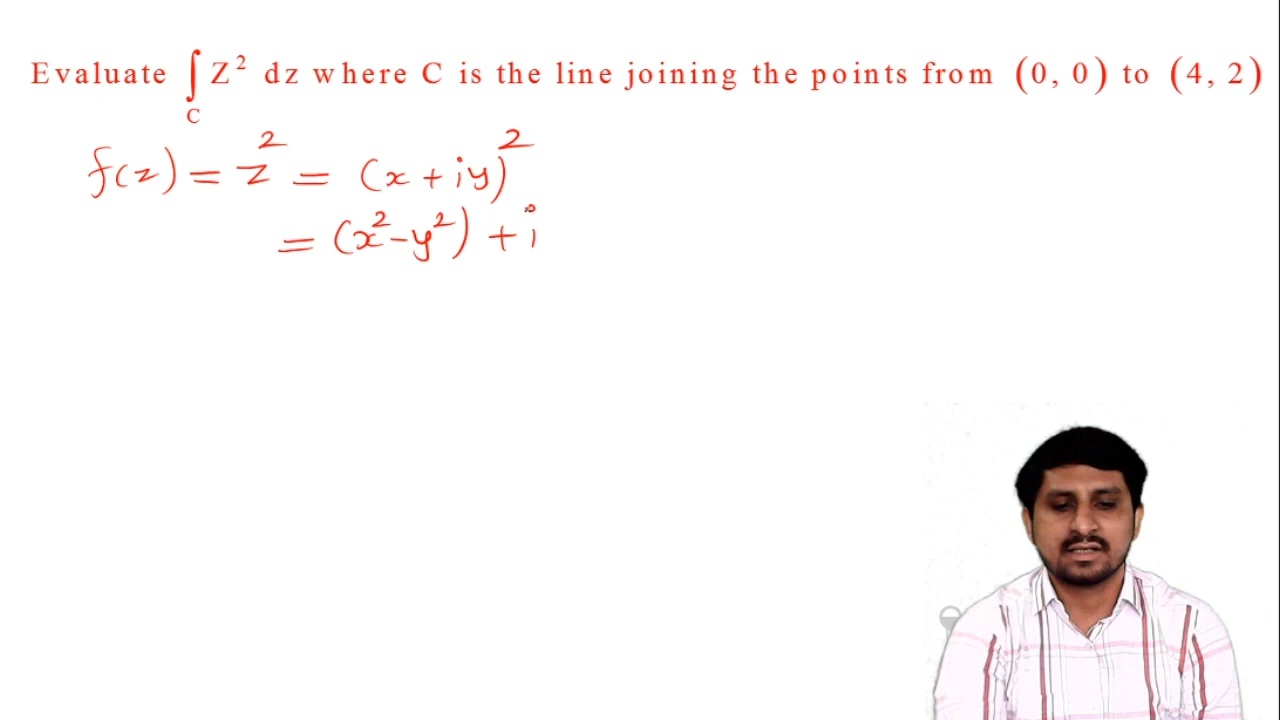 Evaluate ∫_C Z² dz where C is the line joining the points from (0, 0) to (4, 2)
f(z) = z² = (x + iy)²
= (x² - y²) + i